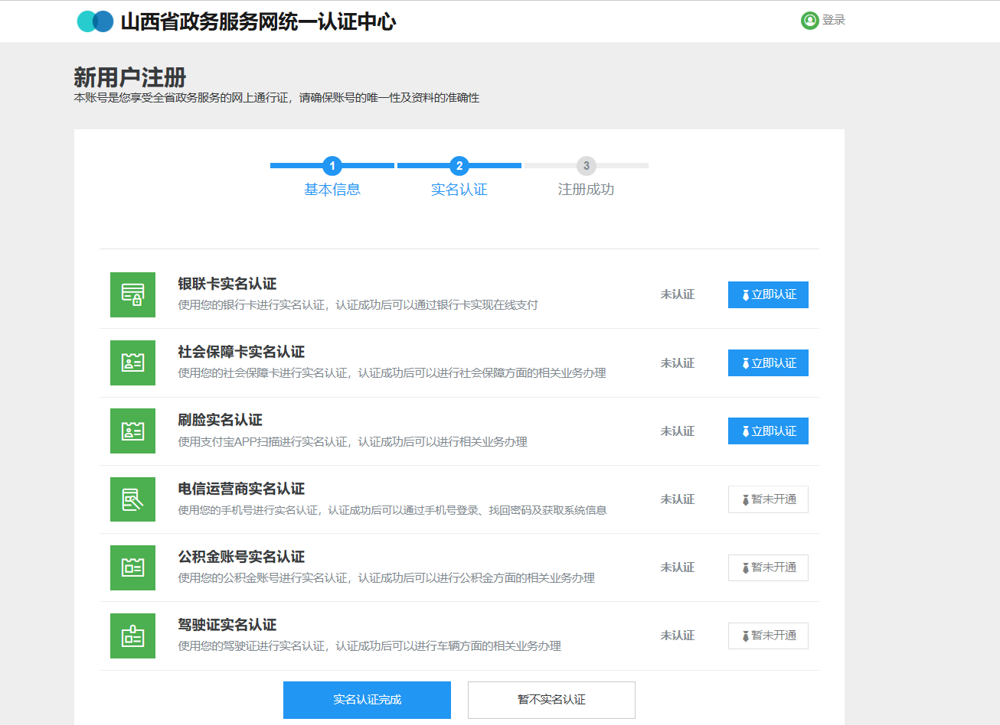 山西省政务服务网统一认证中心
登录
新用户注册
本账号是您享受全省政务服务的网上通行证，请确保账号的唯一性及资料的准确性
1 2 3
基本信息 实名认证 注册成功
银联卡实名认证
使用您的银行卡进行实名认证，认证成功后可以通过银行卡实现在线支付
未认证 立即认证
社会保障卡实名认证
使用您的社会保障卡进行实名认证，认证成功后可以进行社会保障方面的相关业务办理
未认证 立即认证
刷脸实名认证
使用支付宝APP扫描进行实名认证，认证成功后可以进行相关业务办理
未认证 立即认证
电信运营商实名认证
使用您的手机号进行实名认证，认证成功后可以通过手机号登录、找回密码及获取系统信息
未认证 暂未开通
公积金账号实名认证
使用您的公积金账号进行实名认证，认证成功后可以进行公积金方面的相关业务办理
未认证 暂未开通
驾驶证实名认证
使用您的驾驶证进行实名认证，认证成功后可以进行车辆方面的相关业务办理
未认证 暂未开通
实名认证完成 暂不实名认证